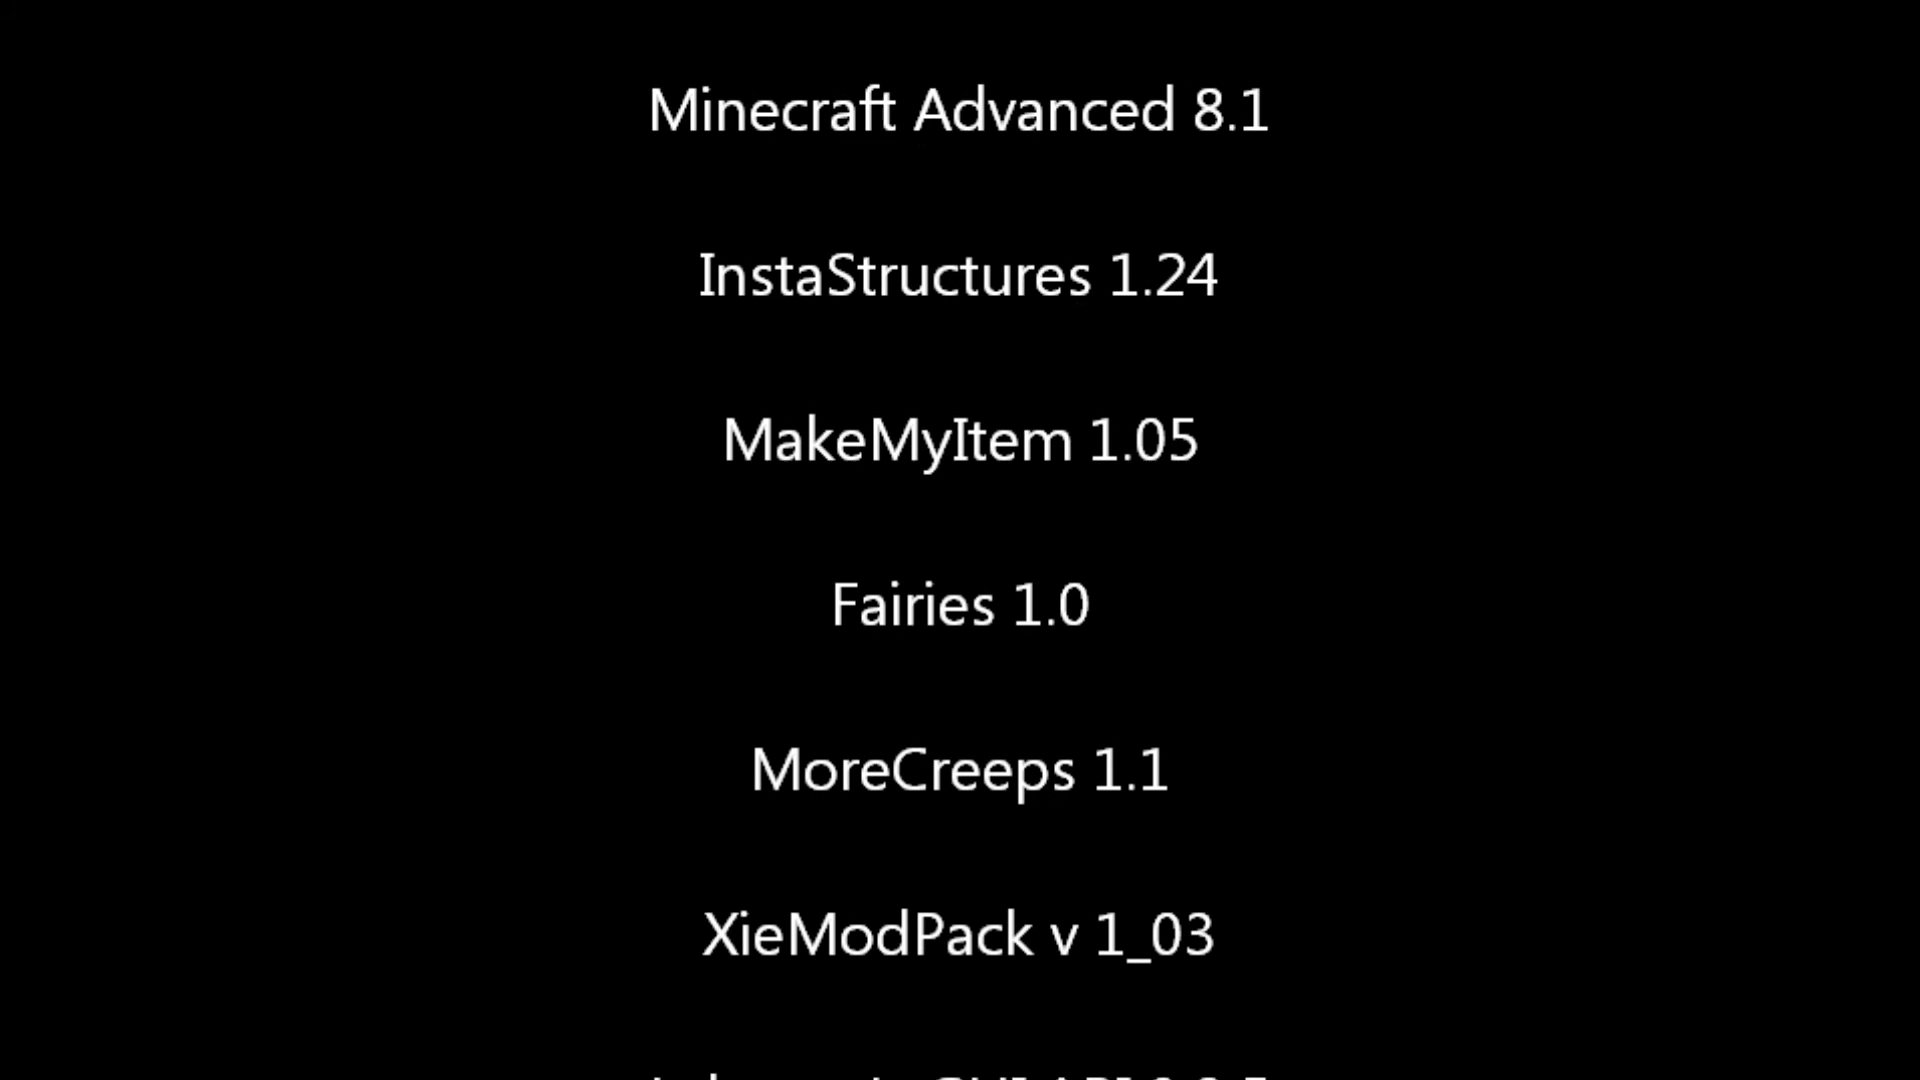 Minecraft Advanced 8.1
InstaStructures 1.24
MakeMyItem 1.05
Fairies 1.0
MoreCreeps 1.1
XieModPack v 1_03